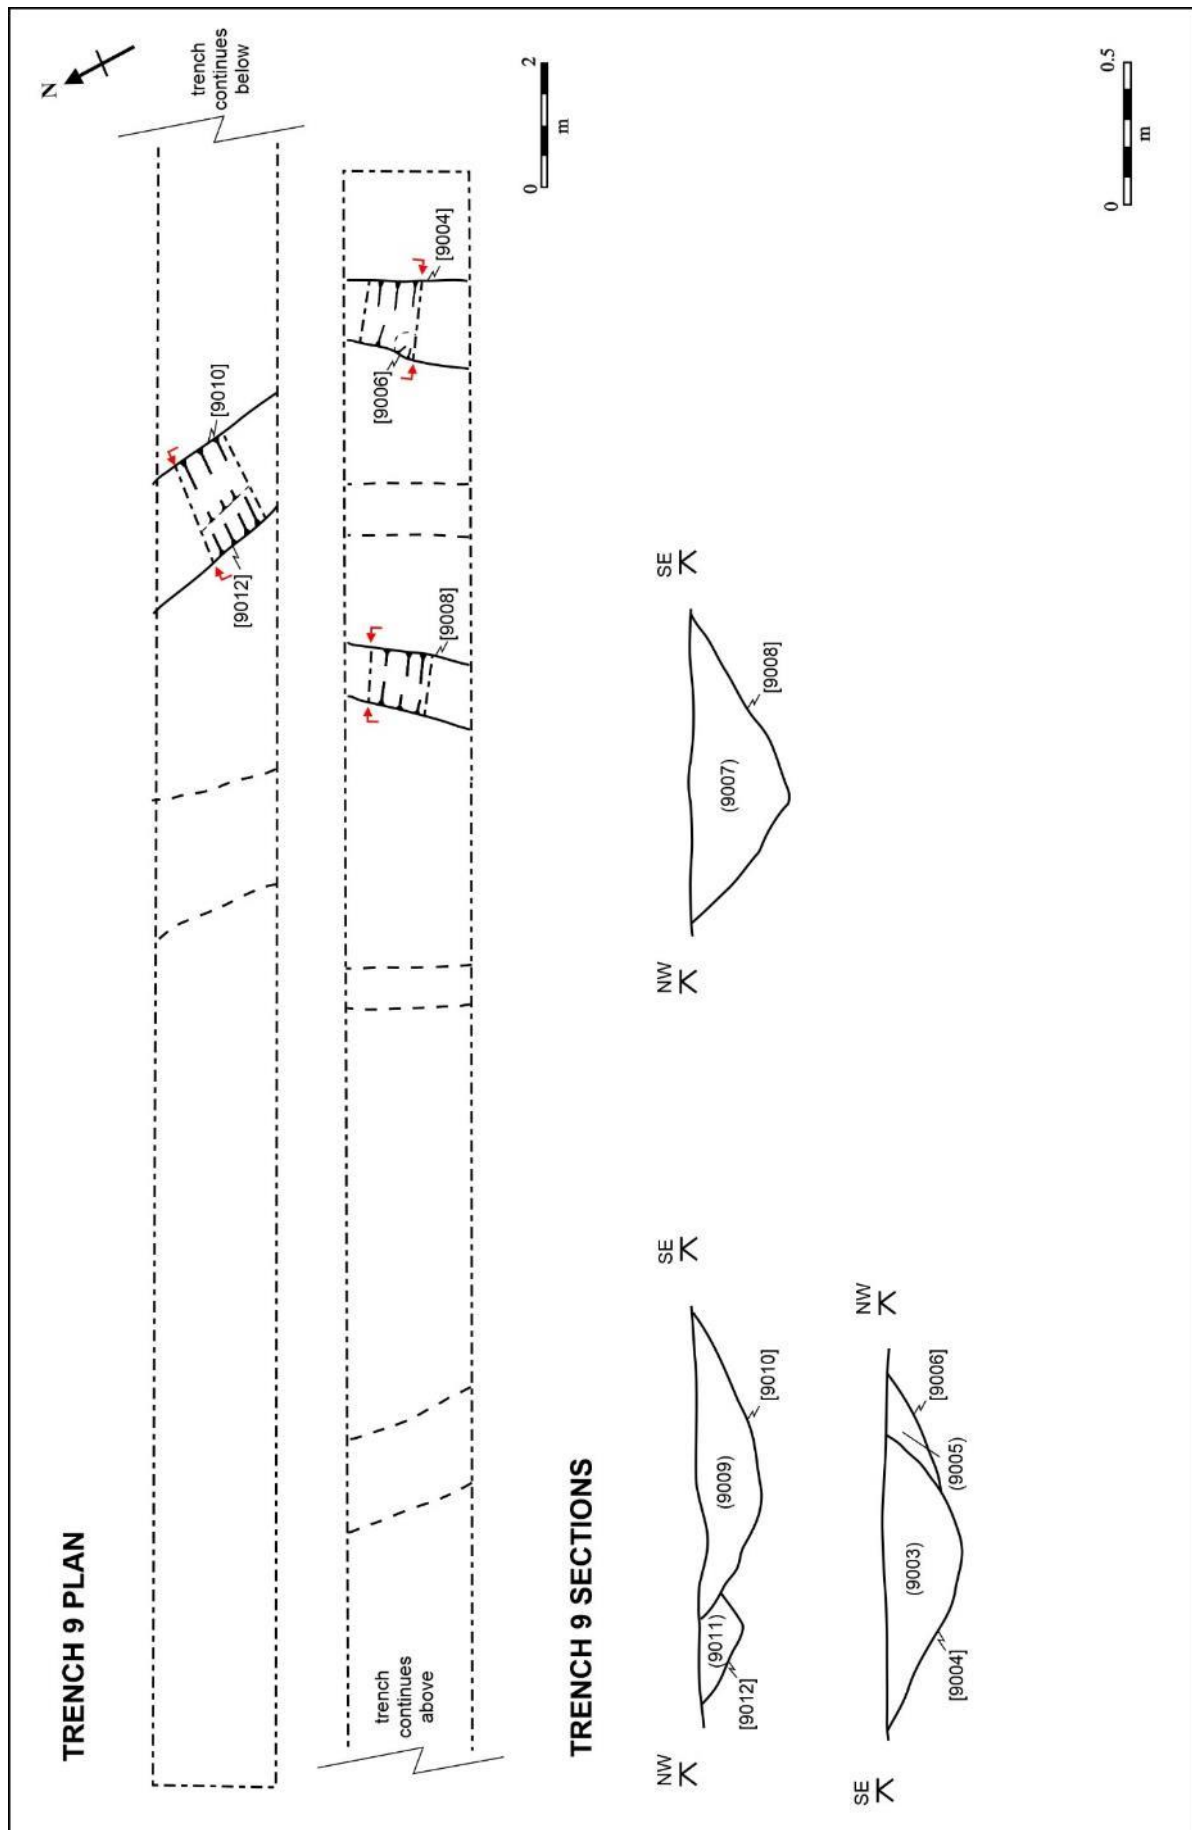 TRENCH 9 PLAN
N
trench
continues
below
[9010]
[9012]
[9004]
[9006]
[9008]
trench
continues
above
0 2
m
TRENCH 9 SECTIONS
NW SE
(9011) (9009)
[9012] [9010]
NW SE
(9007)
[9008]
SE NW
(9003)
[9004] (9005) [9006]
0 0.5
m